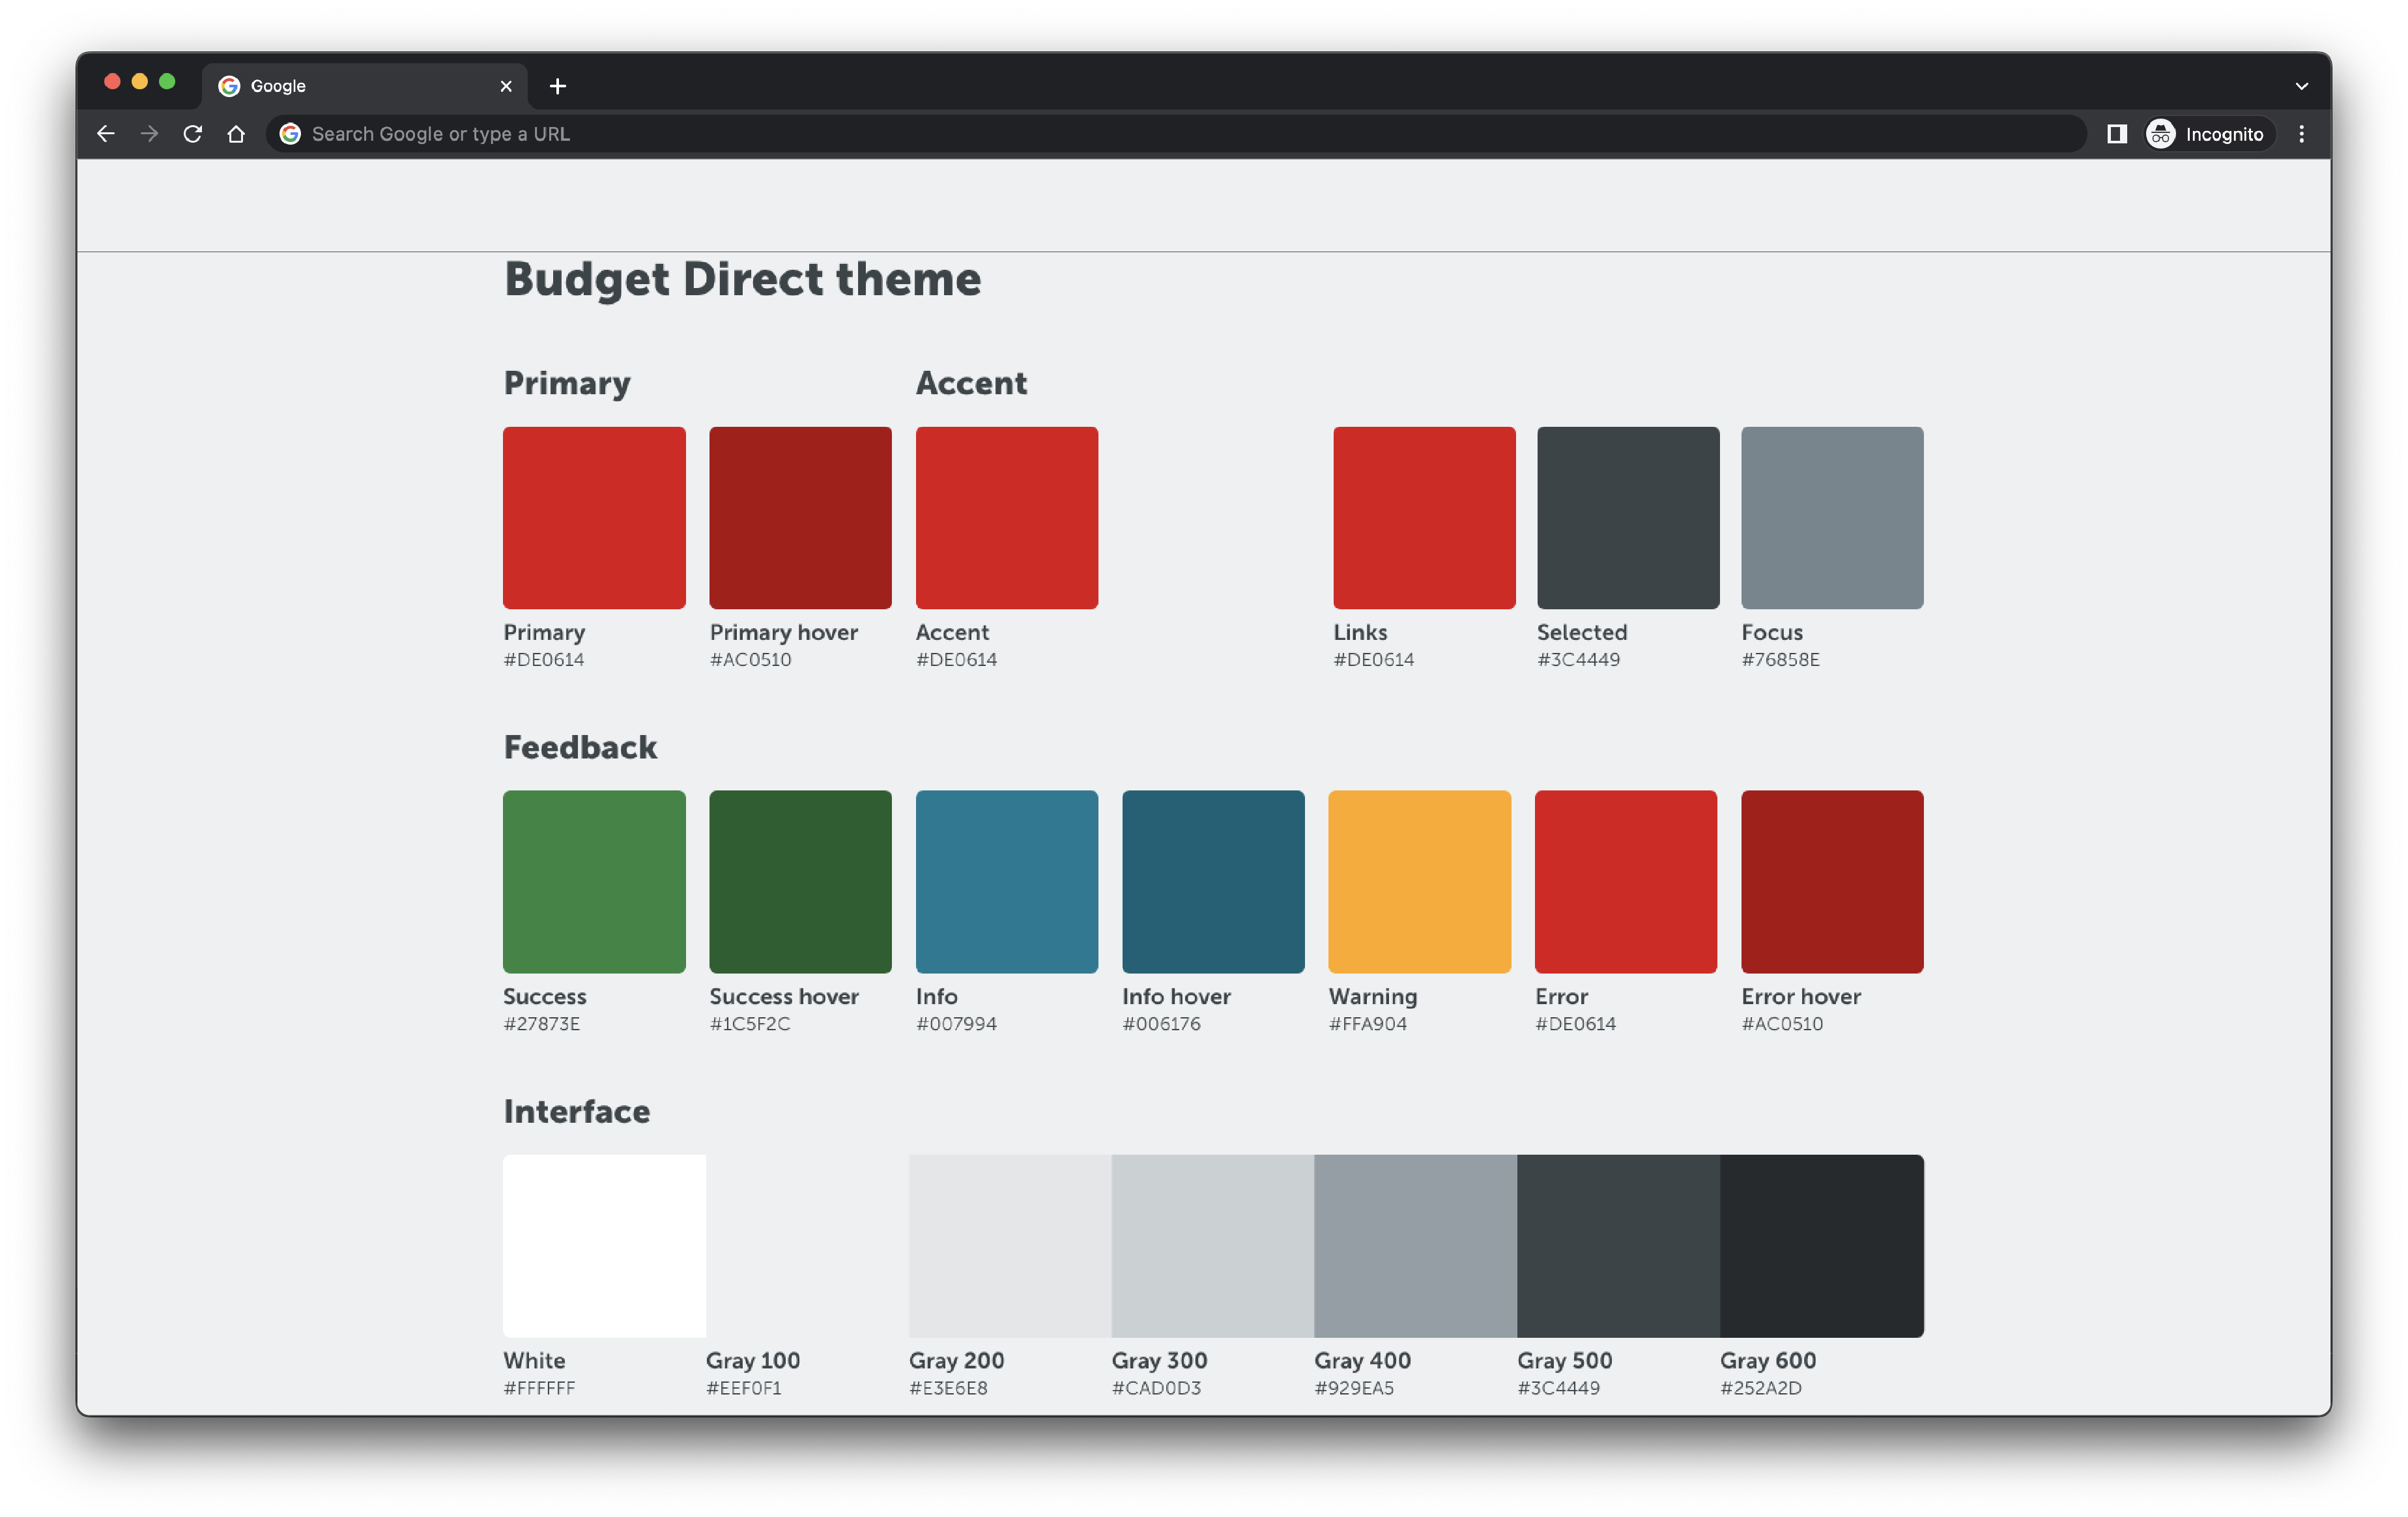 Google
Search Google or type a URL
Incognito
Budget Direct theme
Primary Accent
Primary Primary hover Accent Links Selected Focus
#DE0614 #AC0510 #DE0614 #DE0614 #3C4449 #76858E
Feedback
Success Success hover Info Info hover Warning Error Error hover
#27873E #1C5F2C #007994 #006176 #FFA904 #DE0614 #AC0510
Interface
White Gray 100 Gray 200 Gray 300 Gray 400 Gray 500 Gray 600
#FFFFFF #EEF0F1 #E3E6E8 #CAD0D3 #929EA5 #3C4449 #252A2D